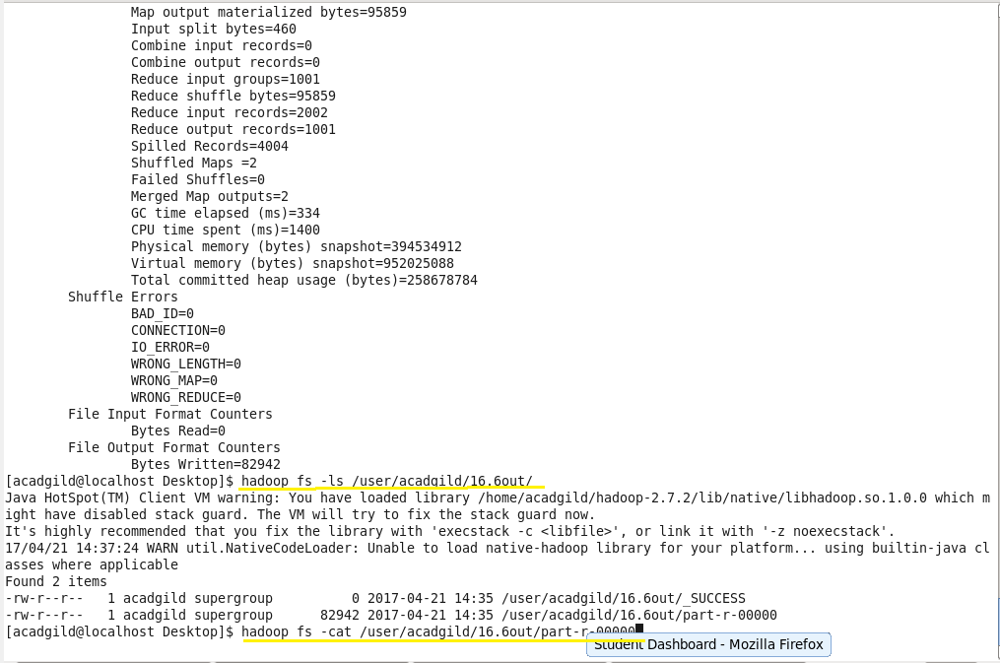 Map output materialized bytes=95859
Input split bytes=460
Combine input records=0
Combine output records=0
Reduce input groups=1001
Reduce shuffle bytes=95859
Reduce input records=2002
Reduce output records=1001
Spilled Records=4004
Shuffled Maps =2
Failed Shuffles=0
Merged Map outputs=2
GC time elapsed (ms)=334
CPU time spent (ms)=1400
Physical memory (bytes) snapshot=394534912
Virtual memory (bytes) snapshot=952025088
Total committed heap usage (bytes)=258678784
Shuffle Errors
BAD_ID=0
CONNECTION=0
IO_ERROR=0
WRONG_LENGTH=0
WRONG_MAP=0
WRONG_REDUCE=0
File Input Format Counters
Bytes Read=0
File Output Format Counters
Bytes Written=82942
[acadgild@localhost Desktop]$ hadoop fs -ls /user/acadgild/16.6out/
Java HotSpot(TM) Client VM warning: You have loaded library /home/acadgild/hadoop-2.7.2/lib/native/libhadoop.so.1.0.0 which m
ight have disabled stack guard. The VM will try to fix the stack guard now.
It's highly recommended that you fix the library with 'execstack -c <libfile>', or link it with '-z noexecstack'.
17/04/21 14:37:24 WARN util.NativeCodeLoader: Unable to load native-hadoop library for your platform... using builtin-java cl
asses where applicable
Found 2 items
-rw-r--r--   1 acadgild supergroup          0 2017-04-21 14:35 /user/acadgild/16.6out/_SUCCESS
-rw-r--r--   1 acadgild supergroup      82942 2017-04-21 14:35 /user/acadgild/16.6out/part-r-00000
[acadgild@localhost Desktop]$ hadoop fs -cat /user/acadgild/16.6out/part-r-00000
Student Dashboard - Mozilla Firefox